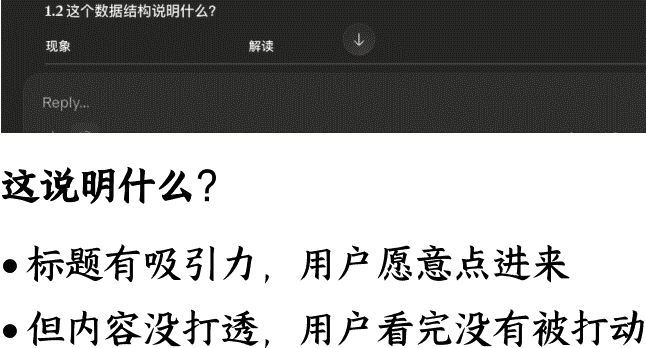 1.2 这个数据结构说明什么?
现象 解读
Reply...
这说明什么?
• 标题有吸引力，用户愿意点进来
• 但内容没打透，用户看完没有被打动